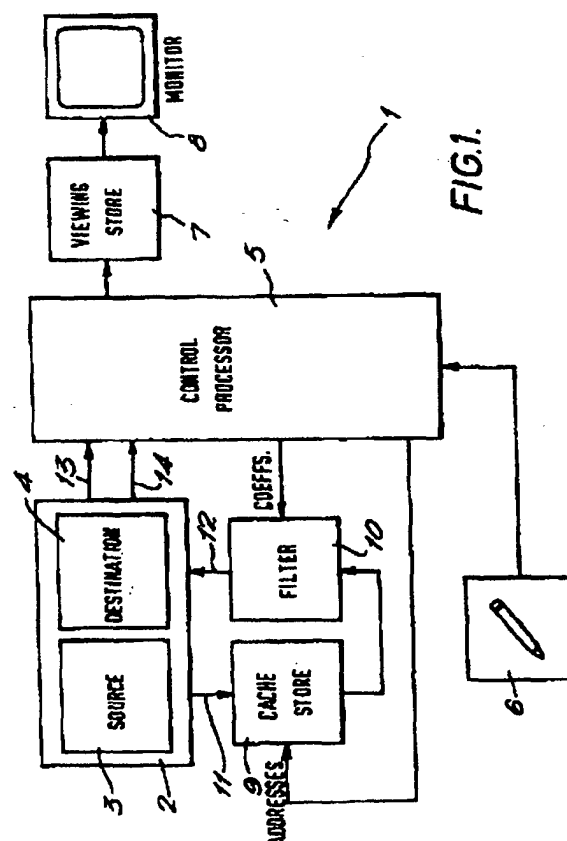 FIG.1.
1
MONITOR
8
VIEWING
STORE
7
5
CONTROL
PROCESSOR
13
14
4
DESTINATION
SOURCE
3
2
COEFFS.
12
10
FILTER
11
CACHE
STORE
9
ADDRESSES
6